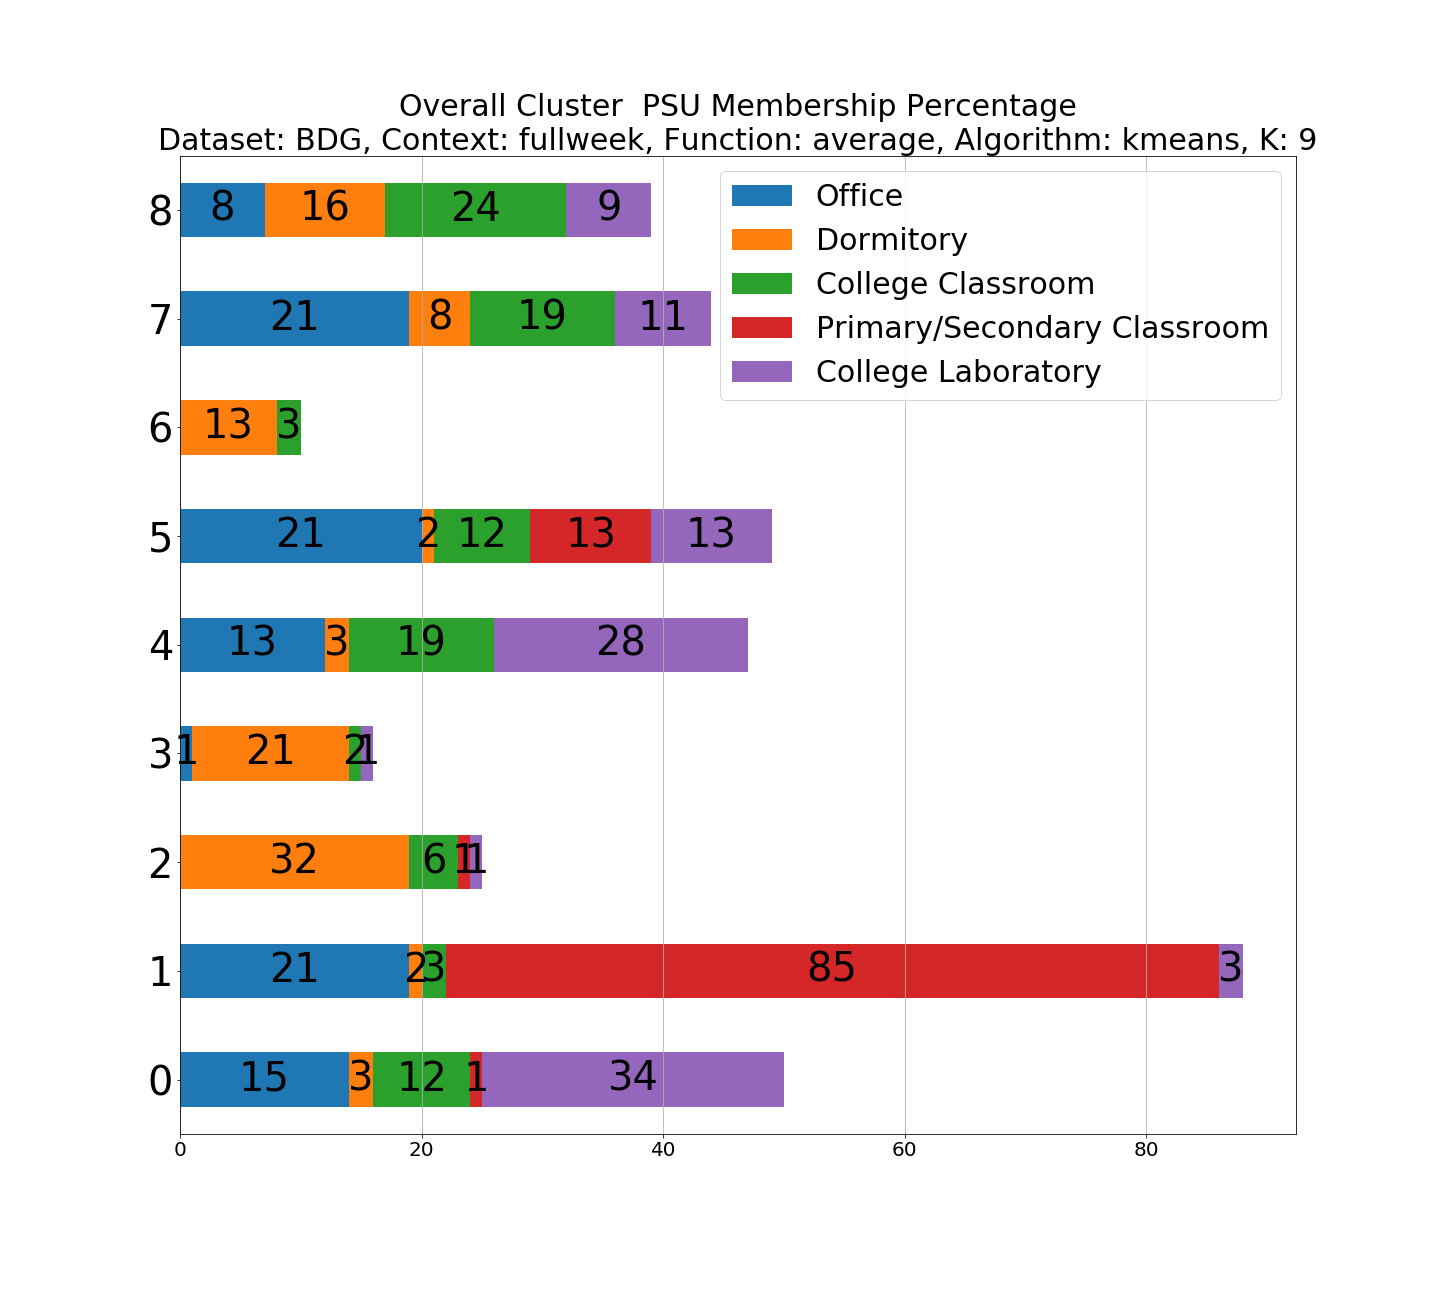 Overall Cluster  PSU Membership Percentage
Dataset: BDG, Context: fullweek, Function: average, Algorithm: kmeans, K: 9
Office
Dormitory
College Classroom
Primary/Secondary Classroom
College Laboratory
8 8 16 24 9
7 21 8 19 11
6 13 3
5 21 2 12 13 13
4 13 3 19 28
3 1 21 2 1
2 32 6 1 1
1 21 2 3 85 3
0 15 3 12 1 34
0 20 40 60 80